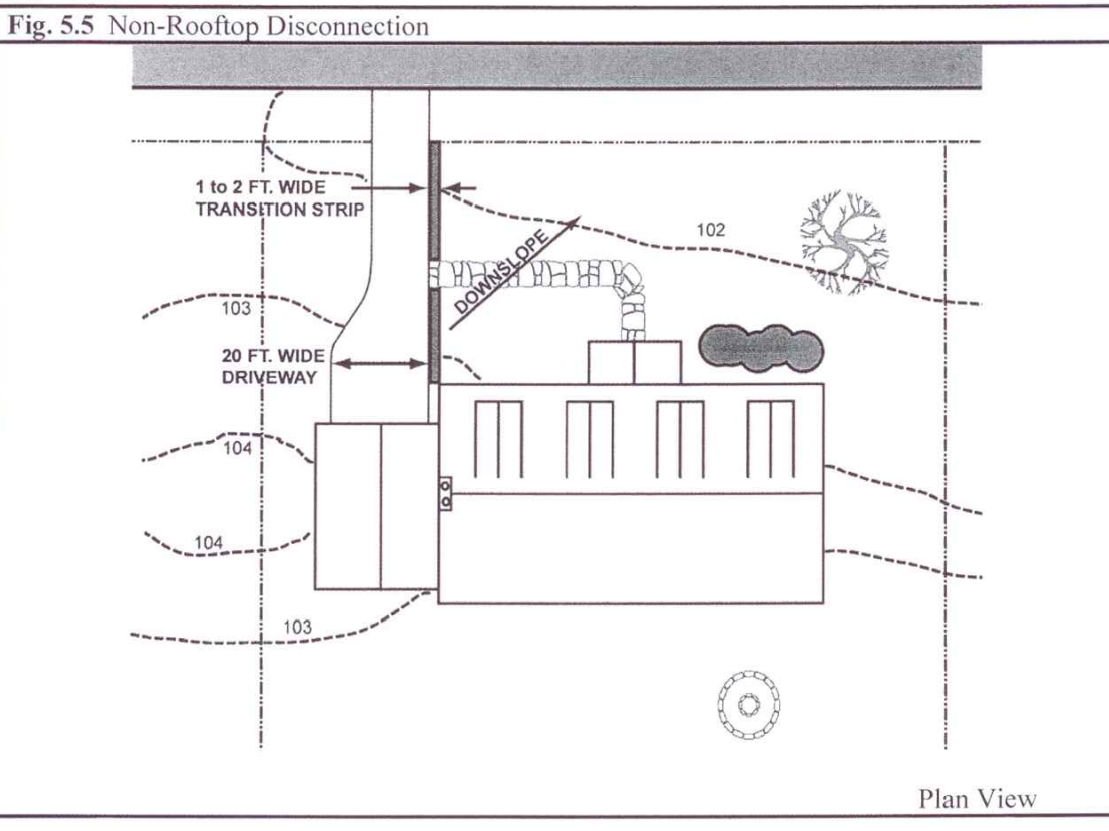 Fig. 5.5 Non-Rooftop Disconnection
1 to 2 FT. WIDE
TRANSITION STRIP
102
DOWNSLOPE
103
20 FT. WIDE
DRIVEWAY
104
104
103
Plan View